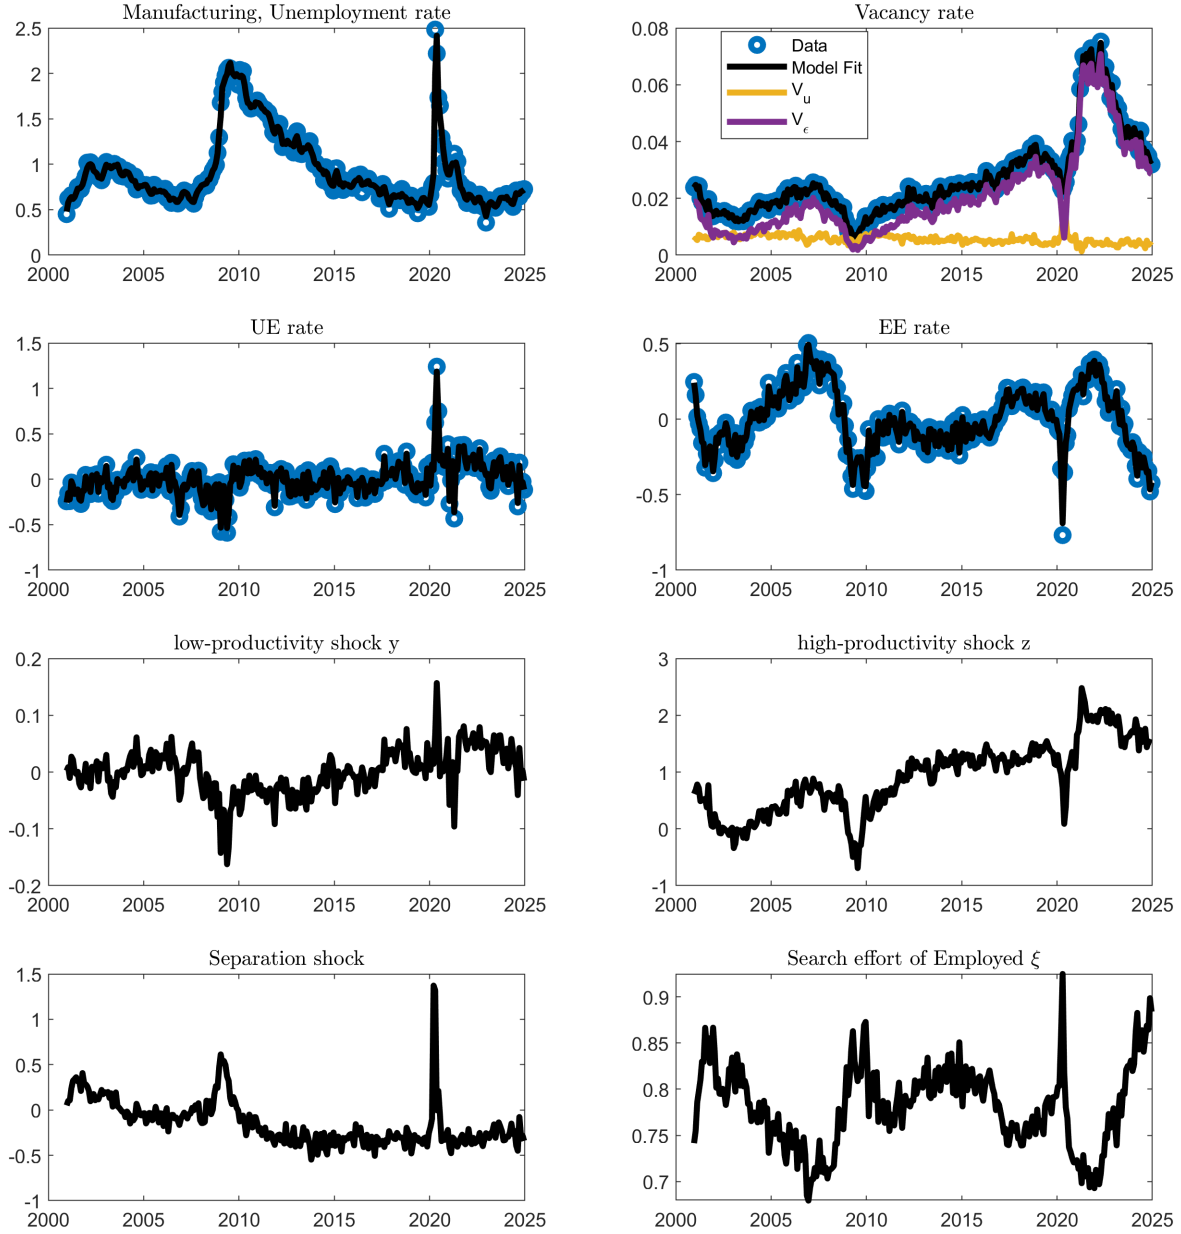 Manufacturing, Unemployment rate
2.5
2
1.5
1
0.5
0
2000 2005 2010 2015 2020 2025
Vacancy rate
0.08
0.06
0.04
0.02
0
2000 2005 2010 2015 2020 2025
Data
Model Fit
V_u
V_ϵ
UE rate
1.5
1
0.5
0
-0.5
-1
2000 2005 2010 2015 2020 2025
EE rate
0.5
0
-0.5
-1
2000 2005 2010 2015 2020 2025
low-productivity shock y
0.2
0.1
0
-0.1
-0.2
2000 2005 2010 2015 2020 2025
high-productivity shock z
3
2
1
0
-1
2000 2005 2010 2015 2020 2025
Separation shock
1.5
1
0.5
0
-0.5
-1
2000 2005 2010 2015 2020 2025
Search effort of Employed ξ
0.9
0.85
0.8
0.75
0.7
2000 2005 2010 2015 2020 2025